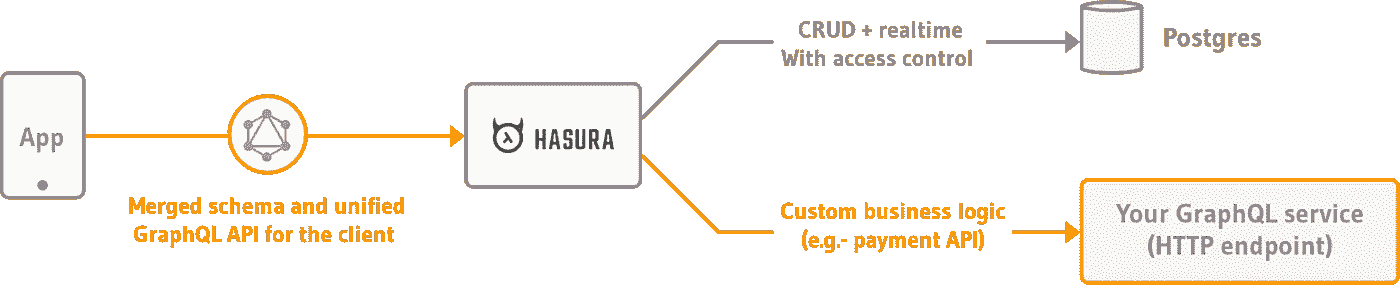 App
Merged schema and unified
GraphQL API for the client
HASURA
CRUD + realtime
With access control
Postgres
Custom business logic
(e.g.- payment API)
Your GraphQL service
(HTTP endpoint)